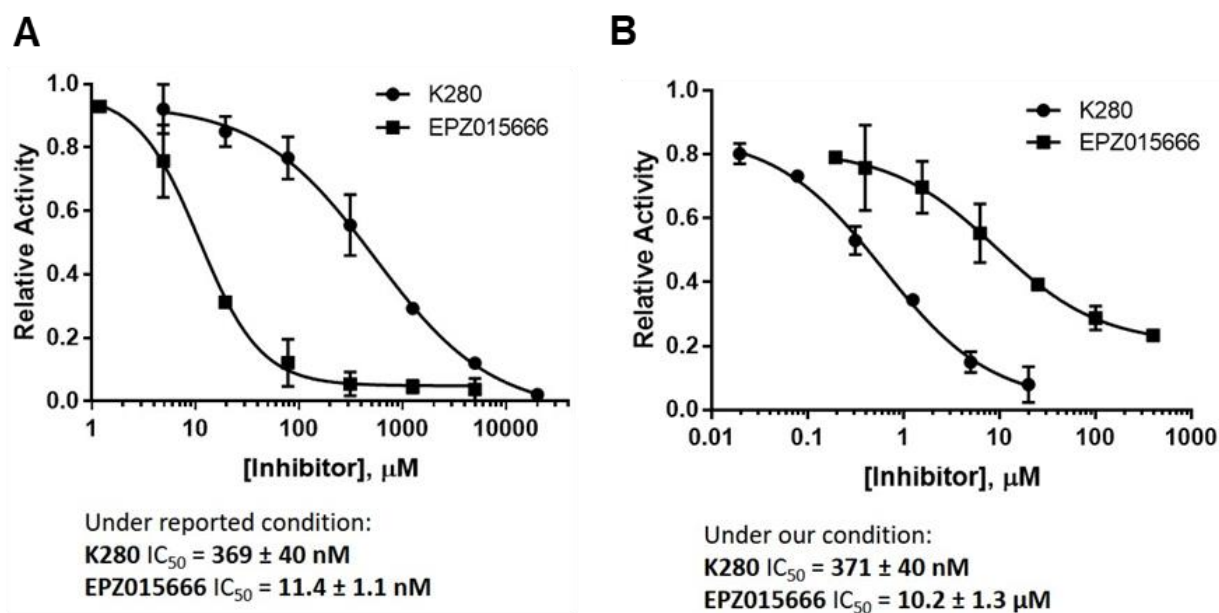 A
1.0
0.8
0.6
0.4
0.2
0.0
Relative Activity
K280
EPZ015666
1
10
100
1000
10000
[Inhibitor], μM
Under reported condition:
K280 IC50 = 369 ± 40 nM
EPZ015666 IC50 = 11.4 ± 1.1 nM
B
1.0
0.8
0.6
0.4
0.2
0.0
Relative Activity
K280
EPZ015666
0.01
0.1
1
10
100
1000
[Inhibitor], μM
Under our condition:
K280 IC50 = 371 ± 40 nM
EPZ015666 IC50 = 10.2 ± 1.3 μM